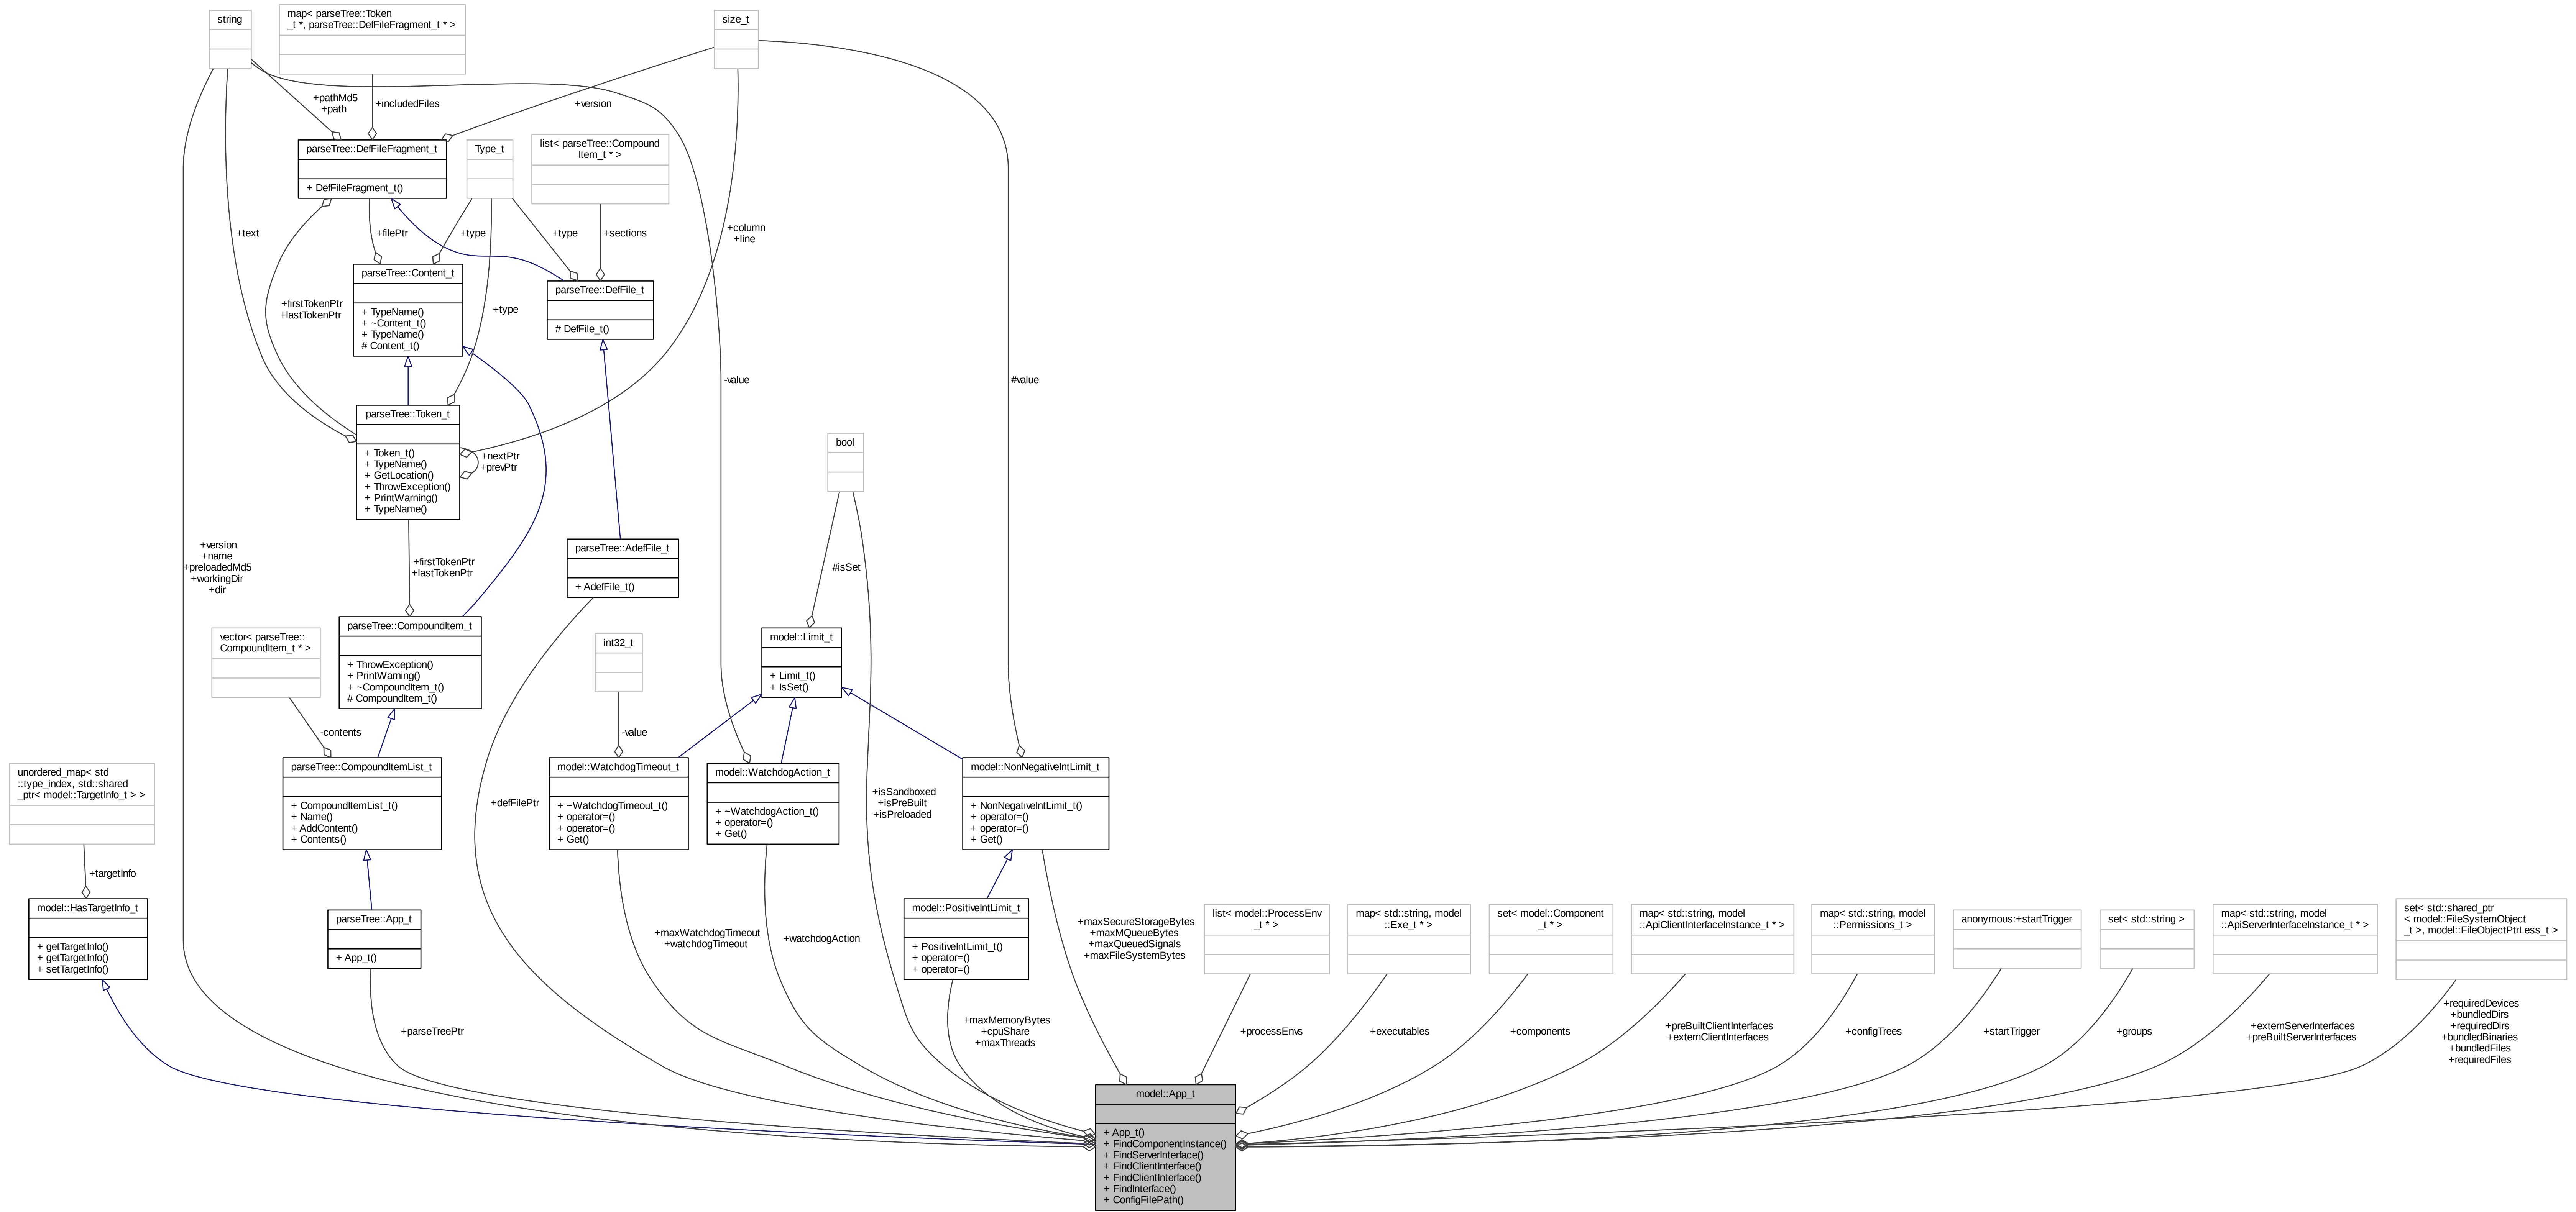 string
map< parseTree::Token
_t *, parseTree::DefFileFragment_t * >
size_t
+pathMd5
+path
+includedFiles
+version
parseTree::DefFileFragment_t
+ DefFileFragment_t()
Type_t
list< parseTree::Compound
Item_t * >
+text
+filePtr
+type
+type
+sections
+column
+line
parseTree::Content_t
+ TypeName()
+ ~Content_t()
+ TypeName()
# Content_t()
parseTree::DefFile_t
# DefFile_t()
+firstTokenPtr
+lastTokenPtr
+type
-value
#value
parseTree::Token_t
+ Token_t()
+ TypeName()
+ GetLocation()
+ ThrowException()
+ PrintWarning()
+ TypeName()
+nextPtr
+prevPtr
bool
+version
+name
+preloadedMd5
+workingDir
+dir
+firstTokenPtr
+lastTokenPtr
parseTree::AdefFile_t
+ AdefFile_t()
#isSet
vector< parseTree::
CompoundItem_t * >
parseTree::CompoundItem_t
+ ThrowException()
+ PrintWarning()
+ ~CompoundItem_t()
# CompoundItem_t()
int32_t
model::Limit_t
+ Limit_t()
+ IsSet()
-contents
-value
unordered_map< std
::type_index, std::shared
_ptr< model::TargetInfo_t > >
parseTree::CompoundItemList_t
+ CompoundItemList_t()
+ Name()
+ AddContent()
+ Contents()
+defFilePtr
model::WatchdogTimeout_t
+ ~WatchdogTimeout_t()
+ operator=()
+ operator=()
+ Get()
model::WatchdogAction_t
+ ~WatchdogAction_t()
+ operator=()
+ Get()
+isSandboxed
+isPreBuilt
+isPreloaded
model::NonNegativeIntLimit_t
+ NonNegativeIntLimit_t()
+ operator=()
+ operator=()
+ Get()
+targetInfo
model::HasTargetInfo_t
+ getTargetInfo()
+ getTargetInfo()
+ setTargetInfo()
parseTree::App_t
+ App_t()
+maxWatchdogTimeout
+watchdogTimeout
+watchdogAction
model::PositiveIntLimit_t
+ PositiveIntLimit_t()
+ operator=()
+ operator=()
+maxSecureStorageBytes
+maxMQueueBytes
+maxQueuedSignals
+maxFileSystemBytes
list< model::ProcessEnv
_t * >
map< std::string, model
::Exe_t * >
set< model::Component
_t * >
map< std::string, model
::ApiClientInterfaceInstance_t * >
map< std::string, model
::Permissions_t >
anonymous:+startTrigger
set< std::string >
map< std::string, model
::ApiServerInterfaceInstance_t * >
set< std::shared_ptr
< model::FileSystemObject
_t >, model::FileObjectPtrLess_t >
+parseTreePtr
+maxMemoryBytes
+cpuShare
+maxThreads
+processEnvs
+executables
+components
+preBuiltClientInterfaces
+externClientInterfaces
+configTrees
+startTrigger
+groups
+externServerInterfaces
+preBuiltServerInterfaces
+requiredDevices
+bundledDirs
+requiredDirs
+bundledBinaries
+bundledFiles
+requiredFiles
model::App_t
+ App_t()
+ FindComponentInstance()
+ FindServerInterface()
+ FindClientInterface()
+ FindClientInterface()
+ FindInterface()
+ ConfigFilePath()